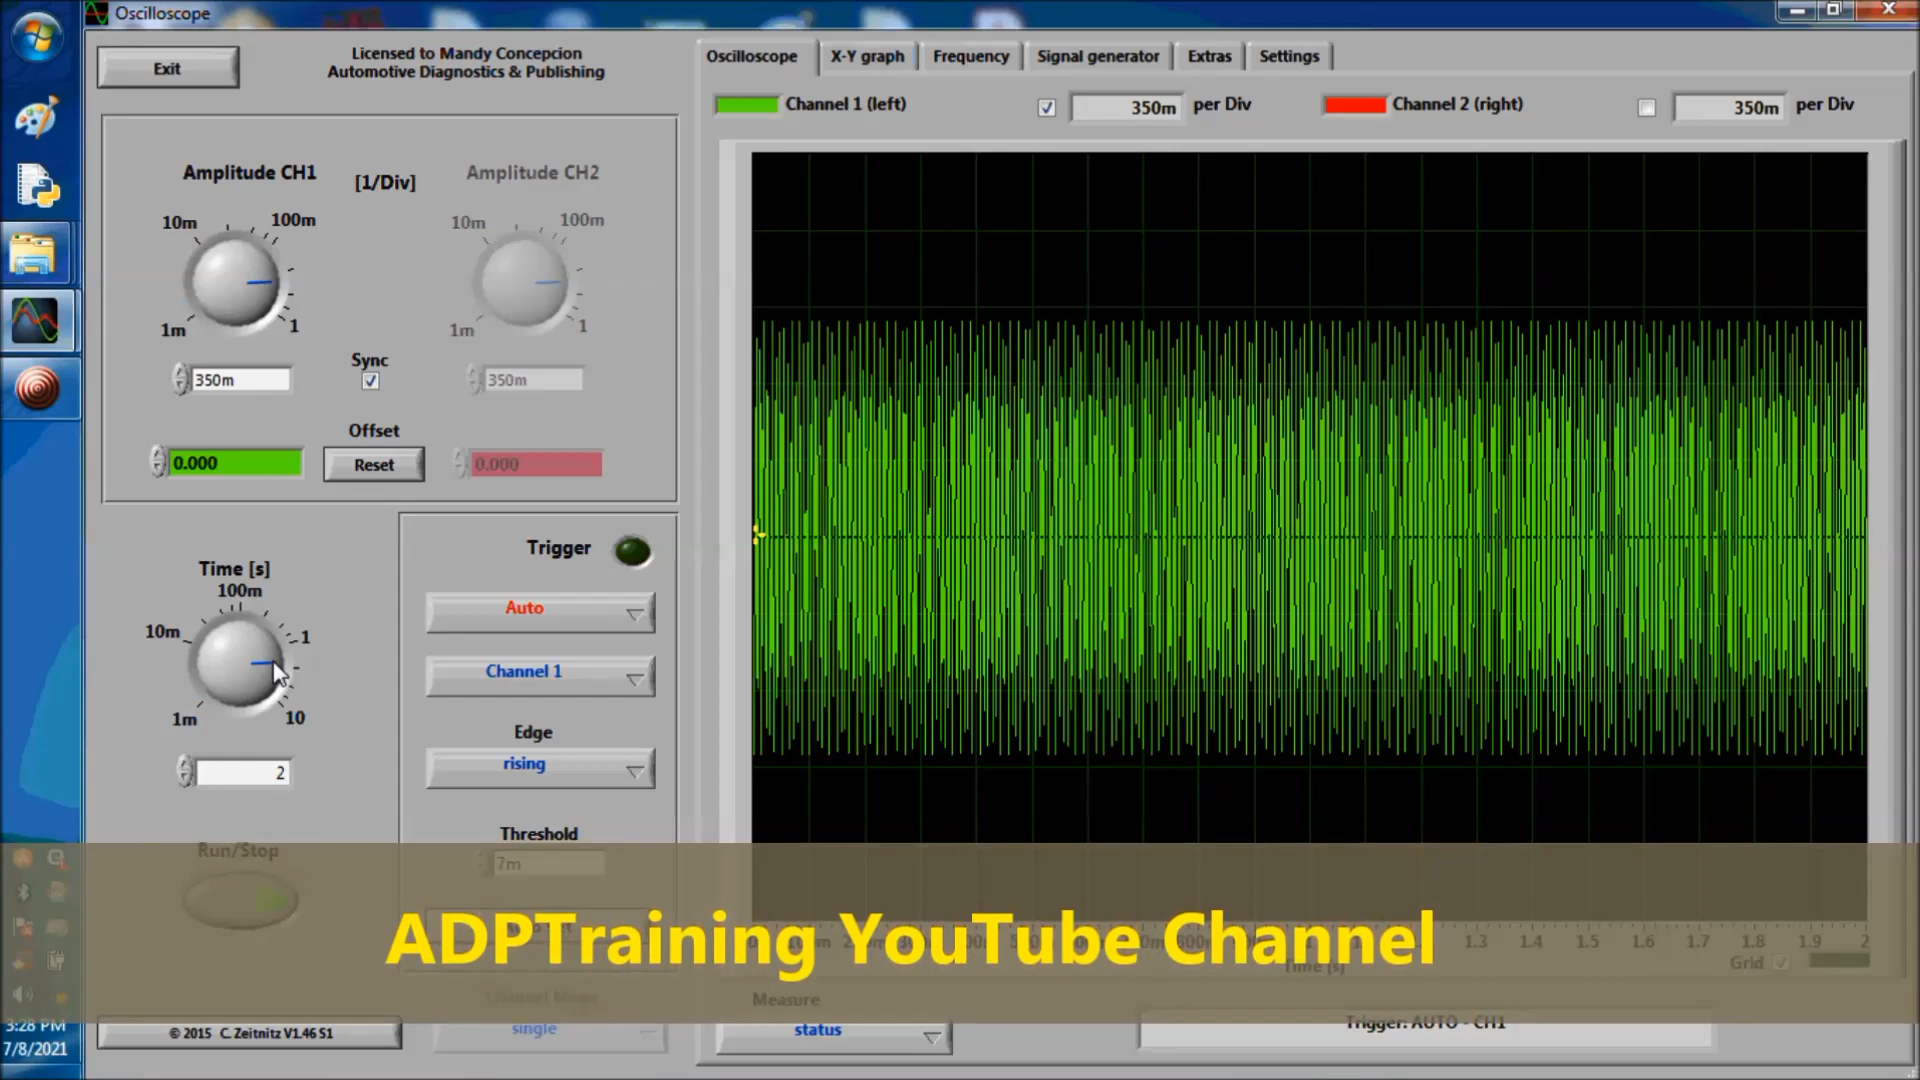 Oscilloscope
Exit
Licensed to Mandy Concepcion
Automotive Diagnostics & Publishing
Oscilloscope
X-Y graph
Frequency
Signal generator
Extras
Settings
Channel 1 (left)
350m
per Div
Channel 2 (right)
350m
per Div
Amplitude CH1
[1/Div]
Amplitude CH2
10m
100m
1m
1
10m
100m
1m
1
Sync
350m
350m
Offset
0.000
Reset
0.000
Time [s]
100m
10m
1
1m
10
2
Trigger
Auto
Channel 1
Edge
rising
Threshold
7m
Run/Stop
ADPTraining YouTube Channel
1.3 1.4 1.5 1.6 1.7 1.8 1.9 2
Time [s]
Grid
Channel Mode
single
Measure
status
Trigger: AUTO - CH1
© 2015 C. Zeitnitz V1.46 S1
3:28 PM
7/8/2021